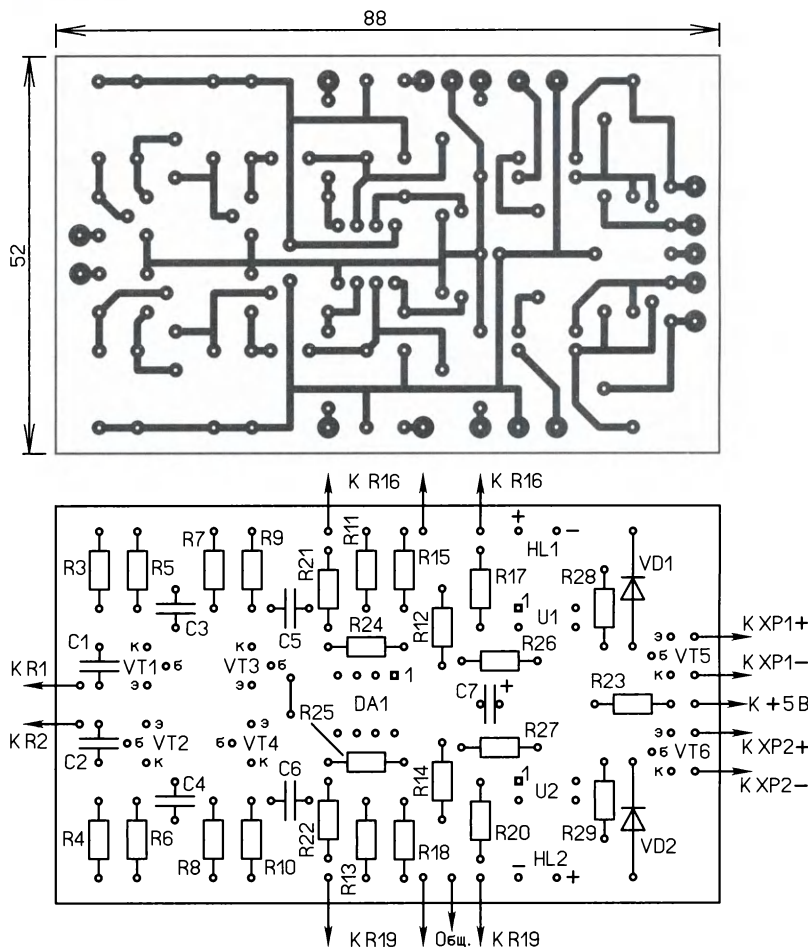 88
52
К R16
К R16
R3
R5
R7
R9
R21
R11
R15
R17
+
HL1
–
R28
VD1
C3
C5
R12
1
U1
К XP1+
C1
R24
к
VT1
б
к
VT3
б
R26
э
б
VT5
К XP1–
К R1
э
э
1
DA1
C7
+
R23
к
К +5В
К R2
э
э
R25
R27
э
К XP2+
C2
б
VT2
б
VT4
б
VT6
к
к
к
К XP2–
C4
C6
R14
1
U2
R4
R6
R8
R10
R22
R13
R18
R20
R29
VD2
–
HL2
+
К R19
Общ.
К R19